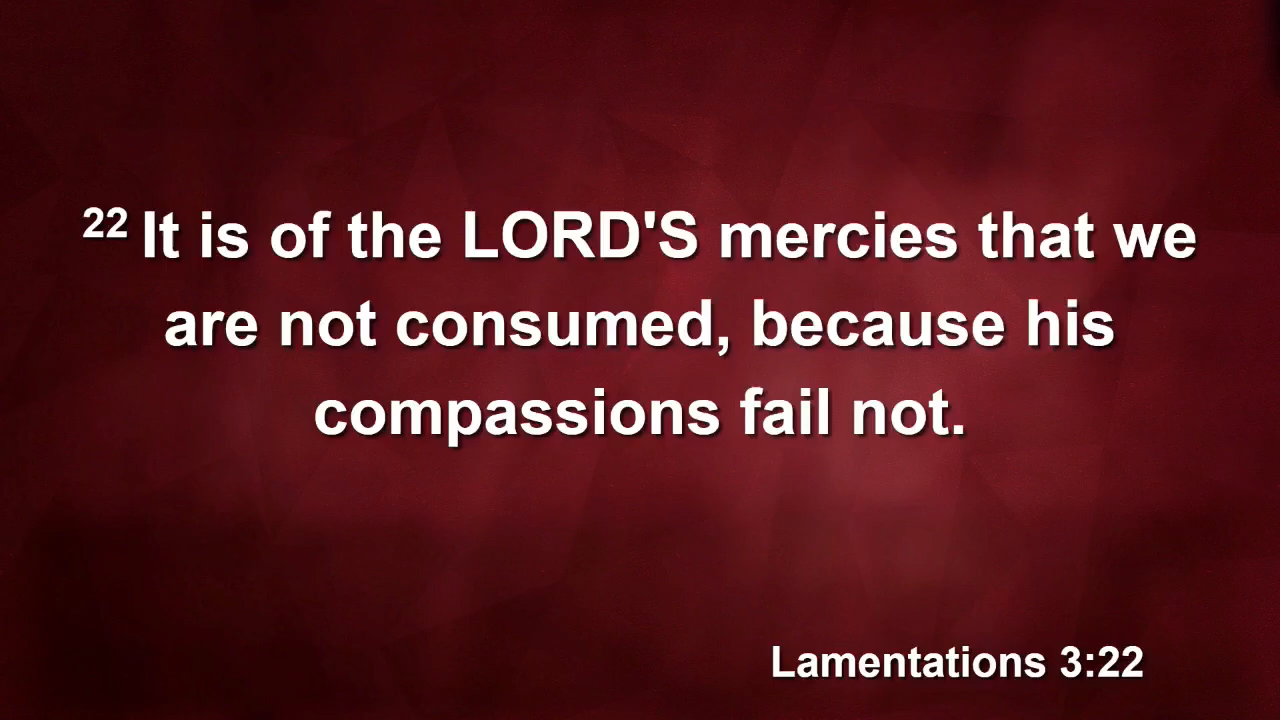 22 It is of the LORD'S mercies that we
are not consumed, because his
compassions fail not.
Lamentations 3:22